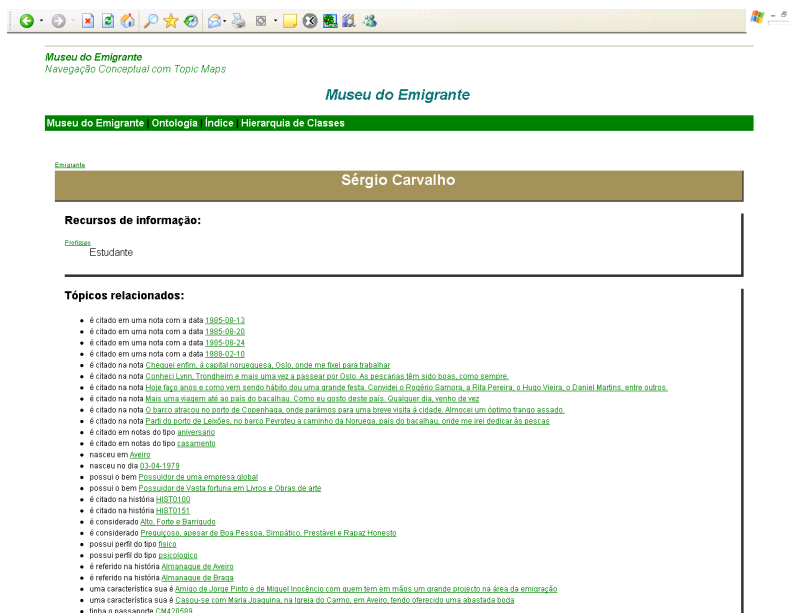 Museu do Emigrante
Navegação Conceptual com Topic Maps
Museu do Emigrante
Museu do Emigrante | Ontologia | Índice | Hierarquia de Classes
Emigrante
Sérgio Carvalho
Recursos de informação:
Profissao
Estudante
Tópicos relacionados:
• é citado em uma nota com a data 1985-08-13
• é citado em uma nota com a data 1985-08-20
• é citado em uma nota com a data 1985-08-24
• é citado em uma nota com a data 1988-02-10
• é citado na nota Cheguei enfim, á capital norueguesa, Oslo, onde me fixei para trabalhar
• é citado na nota Conheci Lynn, Trondheim e mais uma vez a passear por Oslo. As pescarias têm sido boas, como sempre.
• é citado na nota Hoje faço anos e como vem sendo hábito dou uma grande festa. Convidei o Rogério Samora, a Rita Pereira, o Hugo Vieira, o Daniel Martins, entre outros.
• é citado na nota Mais uma viagem até ao país do bacalhau. Como eu gosto deste país. Qualquer dia, venho de vez
• é citado na nota O barco atracou no porto de Copenhaga, onde parámos para uma breve visita á cidade. Almocei um óptimo frango assado.
• é citado na nota Parti do porto de Leixões, no barco Peyroteu a caminho da Noruega, país do bacalhau, onde me irei dedicar às pescas
• é citado em notas do tipo aniversario
• é citado em notas do tipo casamento
• nasceu em Aveiro
• nasceu no dia 03-04-1979
• possui o bem Possuidor de uma empresa global
• possui o bem Possuidor de Vasta fortuna em Livros e Obras de arte
• é citado na história HIST0100
• é citado na história HIST0151
• é considerado Alto, Forte e Barrigudo
• é considerado Preguiçoso, apesar de Boa Pessoa, Simpático, Prestável e Rapaz Honesto
• possui perfil do tipo fisico
• possui perfil do tipo psicologico
• é referido na história Almanaque de Aveiro
• é referido na história Almanaque de Braga
• uma característica sua é Amigo de Jorge Pinto e de Miguel Inocêncio com quem tem em mãos um grande projecto na área da emigração
• uma característica sua é Casou-se com Maria Joaquina, na Igreja do Carmo, em Aveiro, tendo oferecido uma abastada boda
• tinha o passaporte CM420589